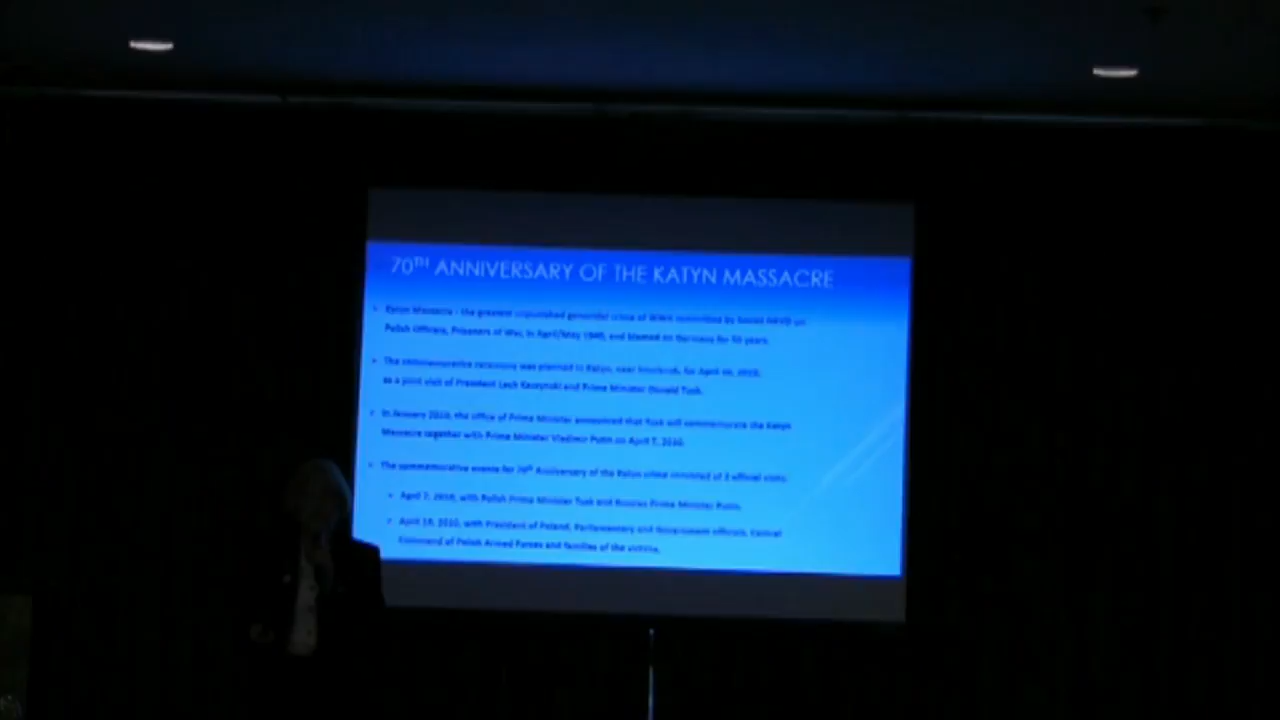 70TH ANNIVERSARY OF THE KATYN MASSACRE
Katyn Massacre - the greatest unpunished genocide crime of WWII committed by Soviet NKVD on
Polish Officers, Prisoners of War, in April/May 1940, and blamed on Germans for 50 years.
The commemorative ceremony was planned in Katyn, near Smolensk, for April 10, 2010,
as a joint visit of President Lech Kaczynski and Prime Minister Donald Tusk.
In January 2010, the office of Prime Minister announced that Tusk will commemorate the Katyn
Massacre together with Prime Minister Vladimir Putin on April 7, 2010.
The commemorative events for 70th Anniversary of the Katyn crime consisted of 2 official visits:
April 7, 2010, with Polish Prime Minister Tusk and Russian Prime Minister Putin.
April 10, 2010, with President of Poland, Parliamentary and Government officials, Central
Command of Polish Armed Forces and families of the victims.